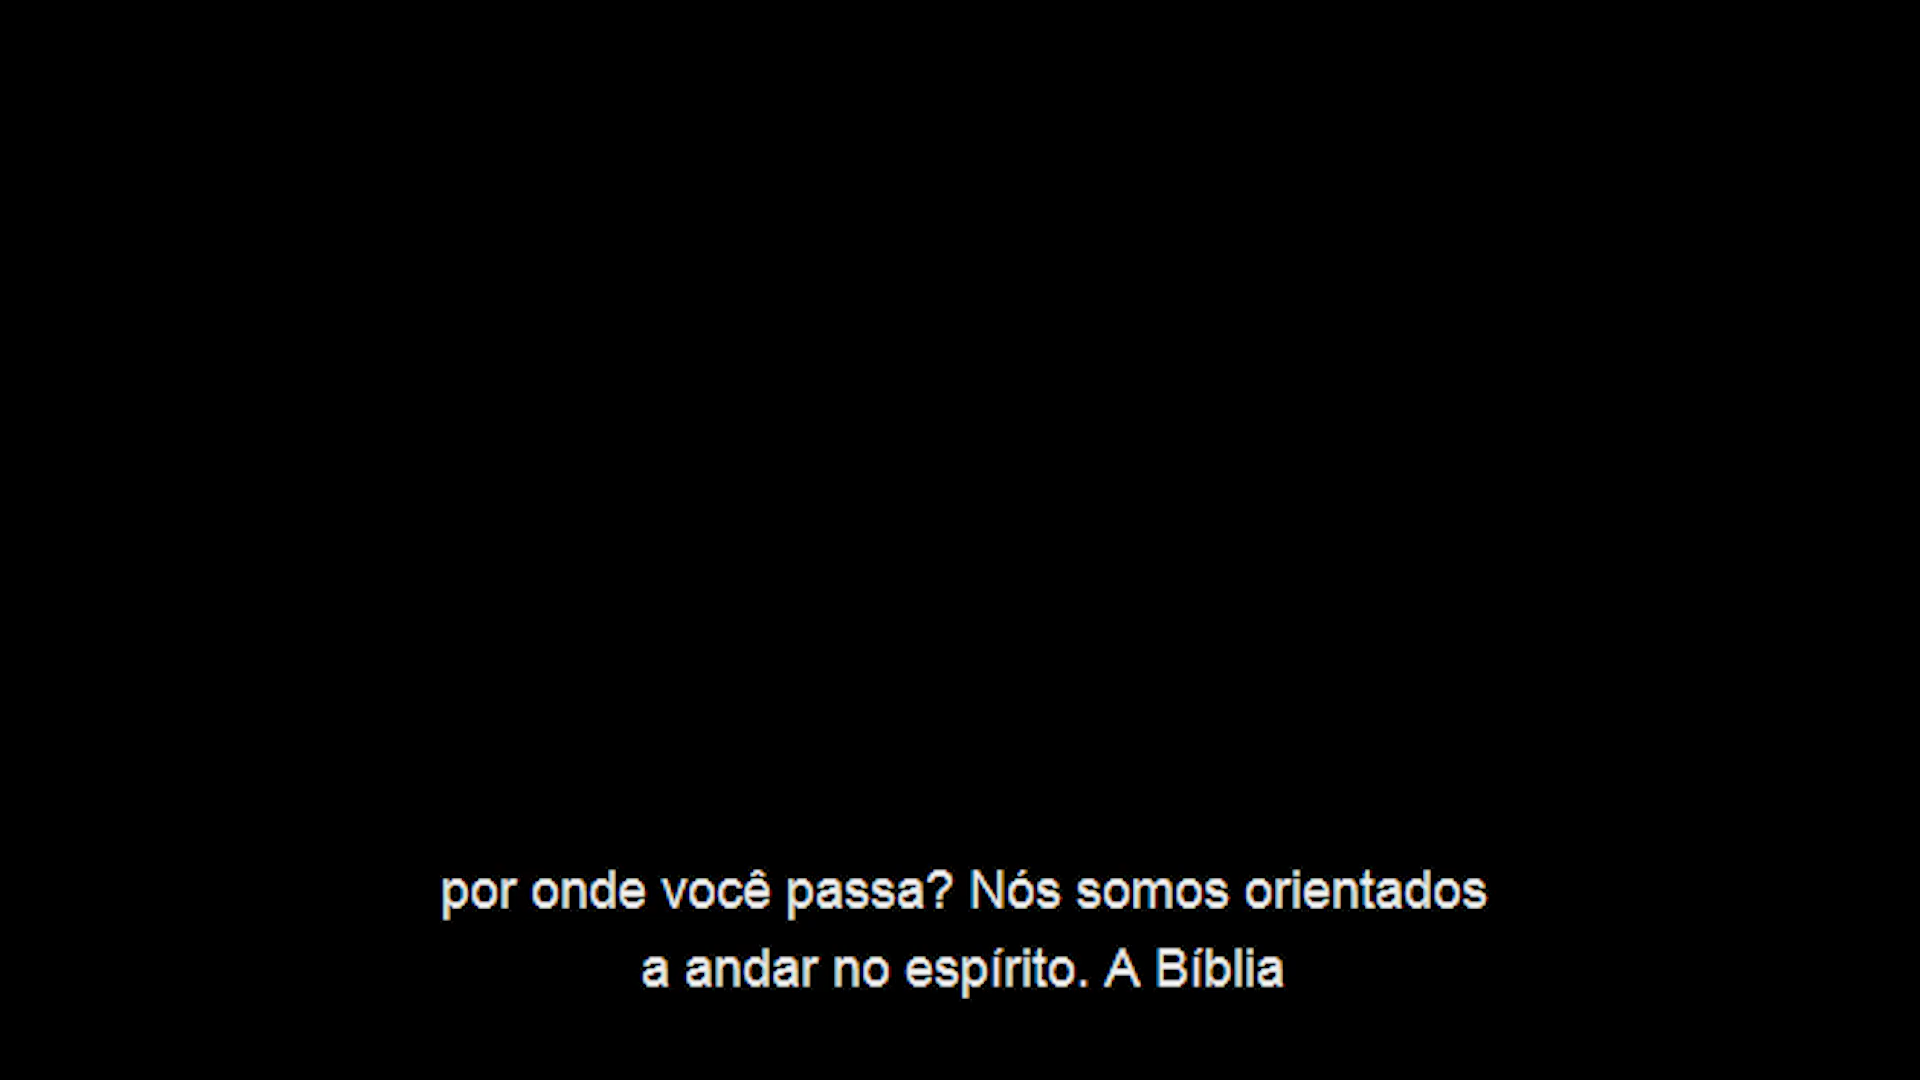 por onde você passa? Nós somos orientados
a andar no espírito. A Bíblia